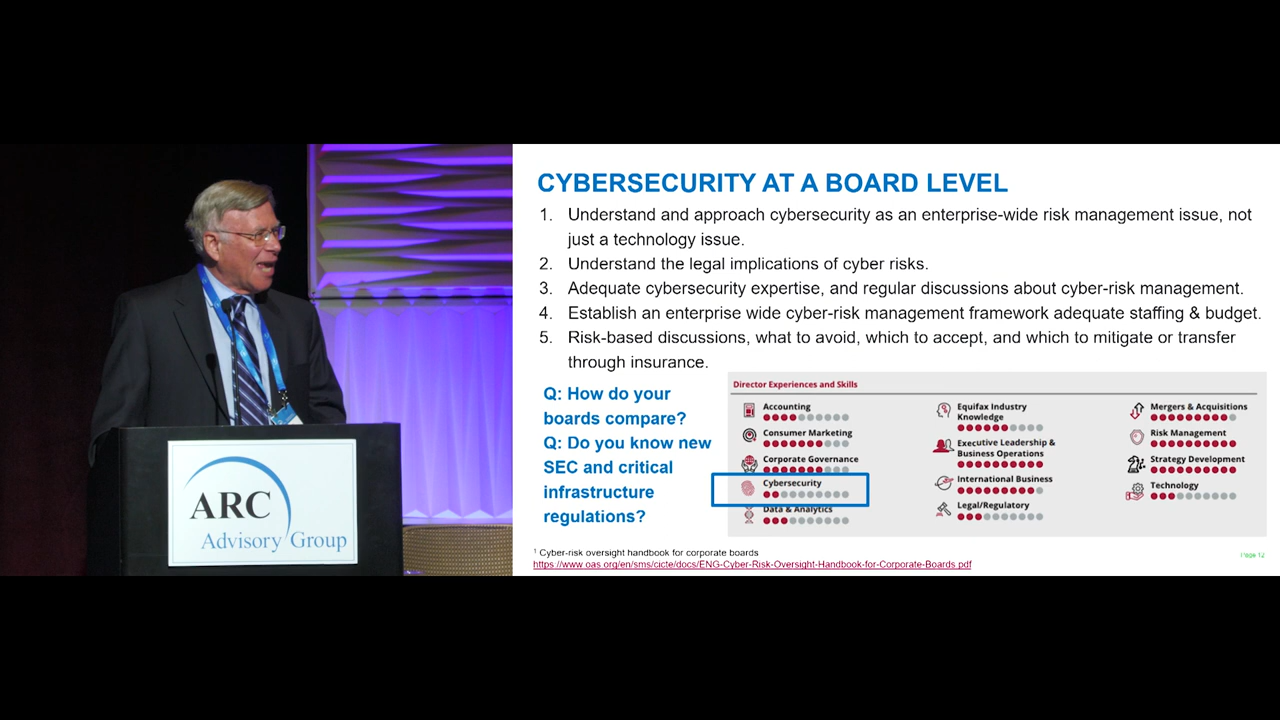 ARC
Advisory Group
CYBERSECURITY AT A BOARD LEVEL
1. Understand and approach cybersecurity as an enterprise-wide risk management issue, not
just a technology issue.
2. Understand the legal implications of cyber risks.
3. Adequate cybersecurity expertise, and regular discussions about cyber-risk management.
4. Establish an enterprise wide cyber-risk management framework adequate staffing & budget.
5. Risk-based discussions, what to avoid, which to accept, and which to mitigate or transfer
through insurance.
Q: How do your
boards compare?
Q: Do you know new
SEC and critical
infrastructure
regulations?
Director Experiences and Skills
Accounting
Consumer Marketing
Corporate Governance
Cybersecurity
Data & Analytics
Equifax Industry
Knowledge
Executive Leadership &
Business Operations
International Business
Legal/Regulatory
Mergers & Acquisitions
Risk Management
Strategy Development
Technology
1 Cyber-risk oversight handbook for corporate boards
https://www.oas.org/en/sms/cicte/docs/ENG-Cyber-Risk-Oversight-Handbook-for-Corporate-Boards.pdf
Page 12